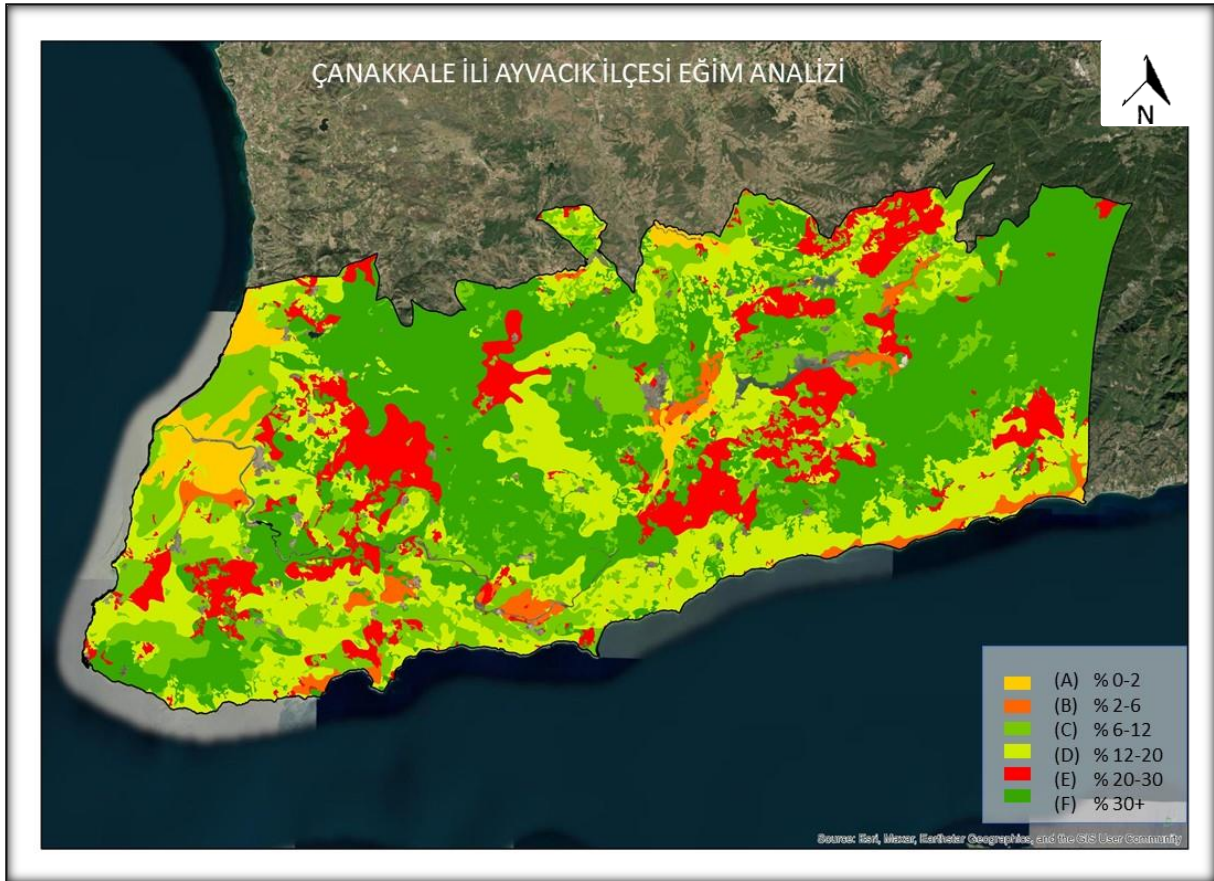 ÇANAKKALE İLİ AYVACIK İLÇESİ EĞİM ANALİZİ
N
(A) % 0-2
(B) % 2-6
(C) % 6-12
(D) % 12-20
(E) % 20-30
(F) % 30+
Source: Esri, Maxar, Earthstar Geographics, and the GIS User Community